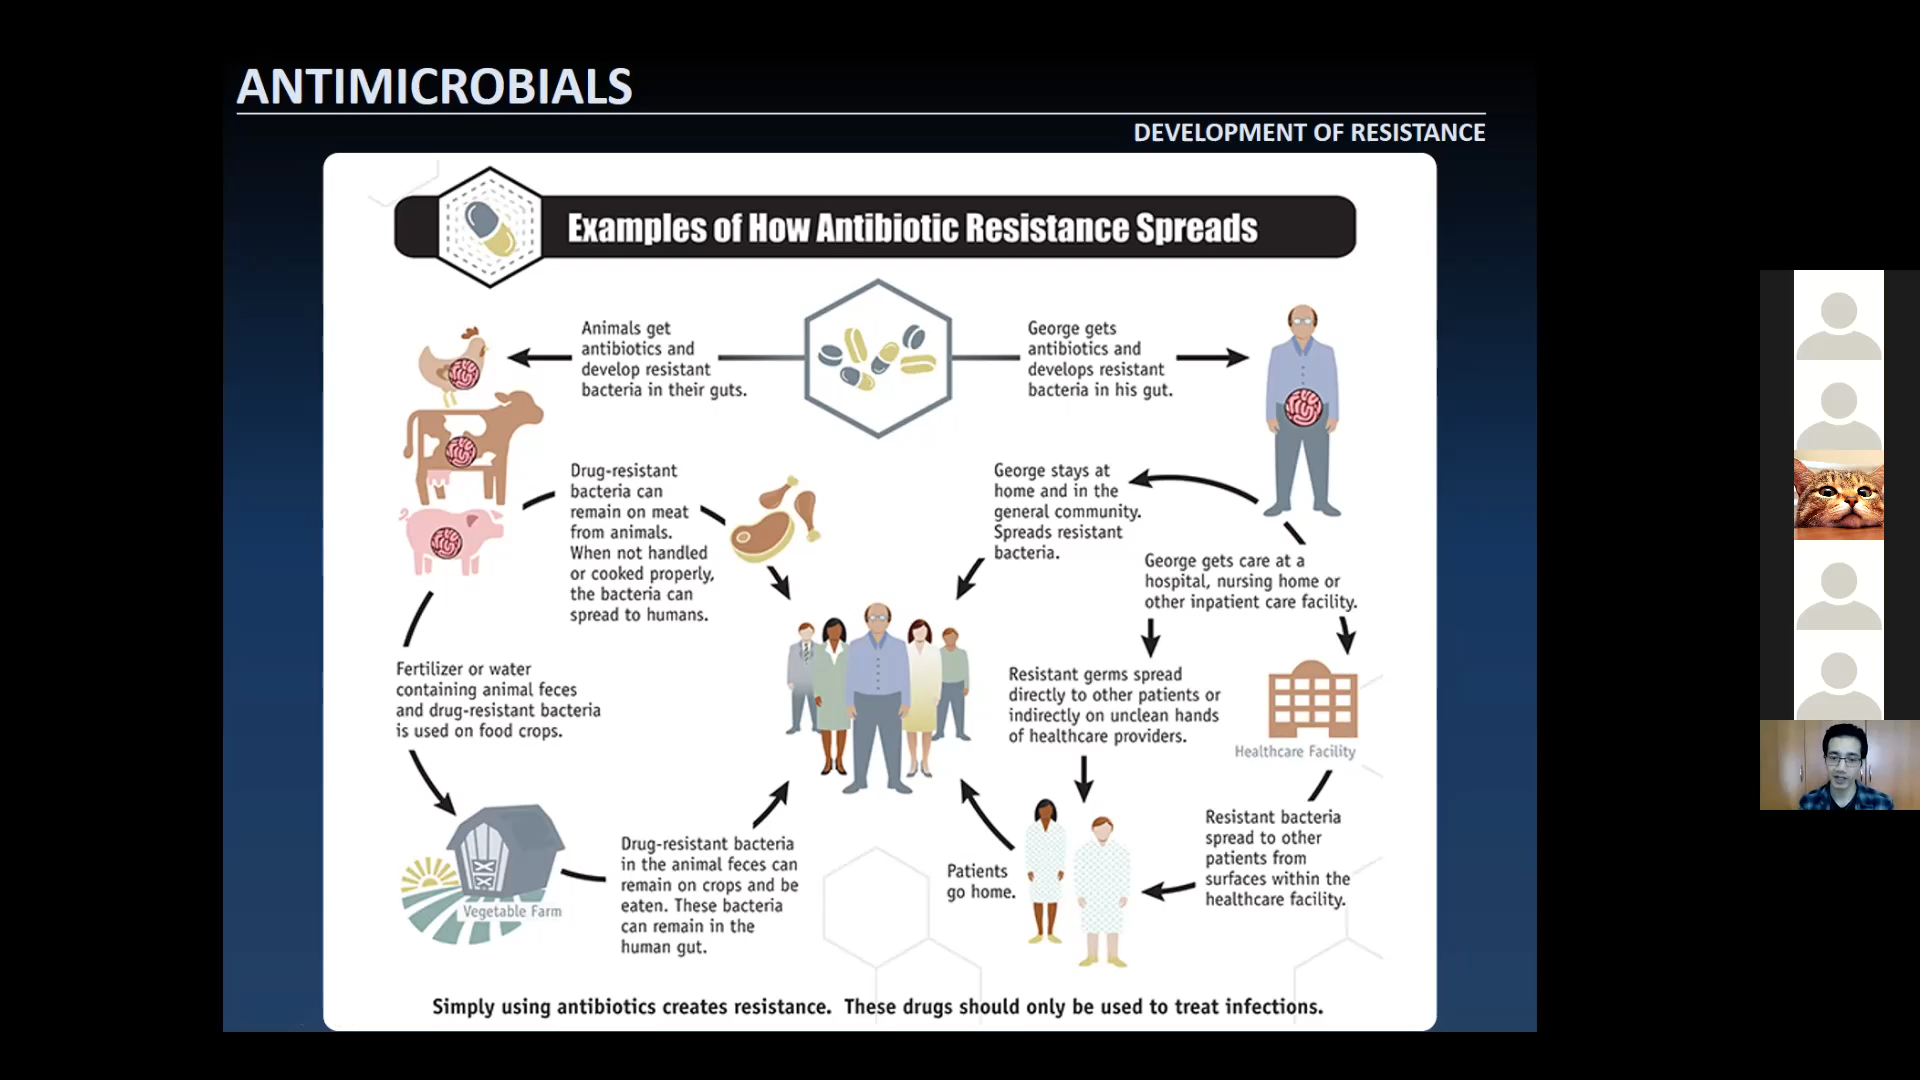 ANTIMICROBIALS
DEVELOPMENT OF RESISTANCE
Examples of How Antibiotic Resistance Spreads
Animals get
antibiotics and
develop resistant
bacteria in their guts.
George gets
antibiotics and
develops resistant
bacteria in his gut.
Drug-resistant
bacteria can
remain on meat
from animals.
When not handled
or cooked properly,
the bacteria can
spread to humans.
George stays at
home and in the
general community.
Spreads resistant
bacteria.
George gets care at a
hospital, nursing home or
other inpatient care facility.
Fertilizer or water
containing animal feces
and drug-resistant bacteria
is used on food crops.
Resistant germs spread
directly to other patients or
indirectly on unclean hands
of healthcare providers.
Healthcare Facility
Vegetable Farm
Drug-resistant bacteria
in the animal feces can
remain on crops and be
eaten. These bacteria
can remain in the
human gut.
Patients
go home.
Resistant bacteria
spread to other
patients from
surfaces within the
healthcare facility.
Simply using antibiotics creates resistance. These drugs should only be used to treat infections.